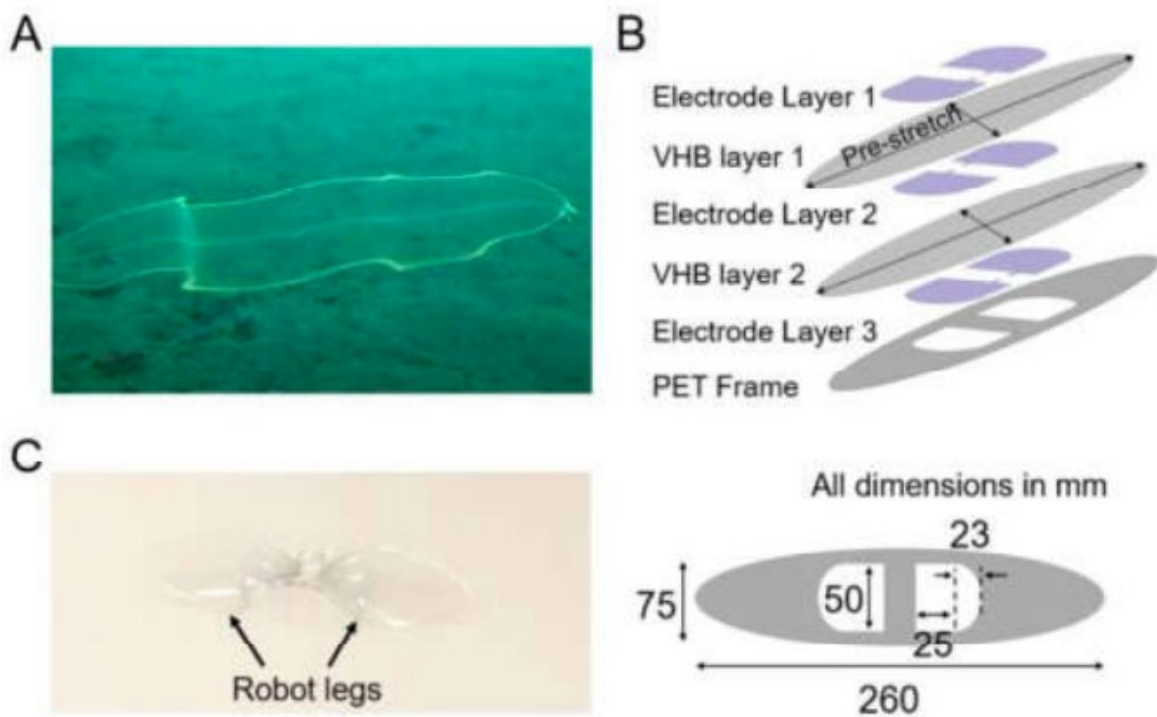 A
B
Electrode Layer 1
Pre-stretch
VHB layer 1
Electrode Layer 2
VHB layer 2
Electrode Layer 3
PET Frame
C
Robot legs
All dimensions in mm
23
75
50
25
260